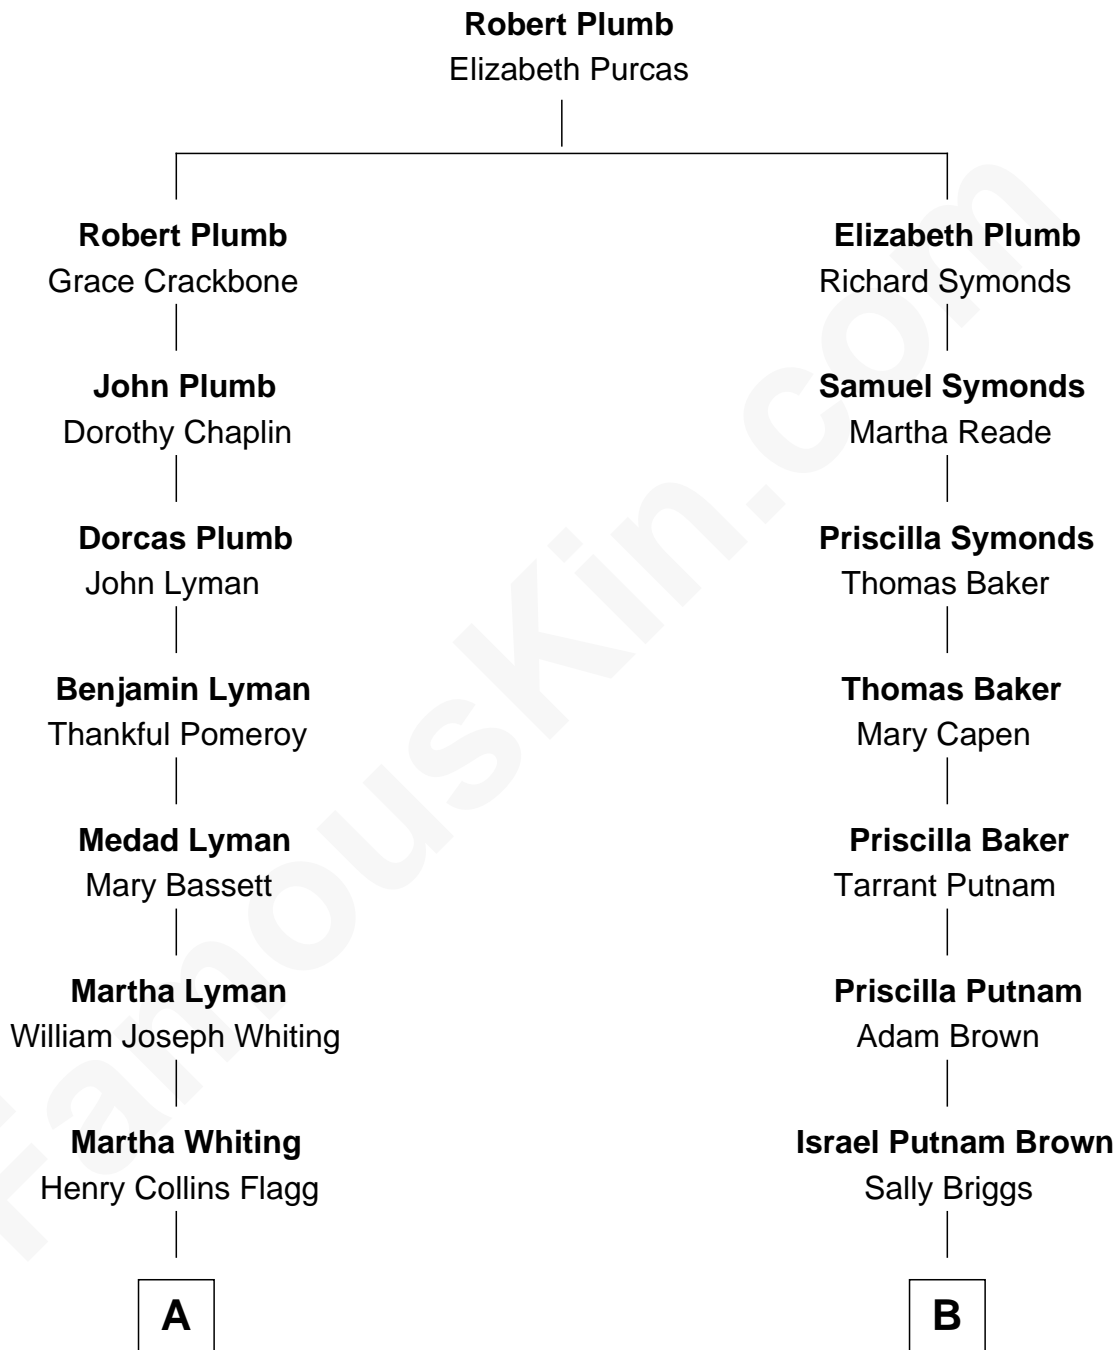 Robert Plumb
Elizabeth Purcas
Robert Plumb
Grace Crackbone
John Plumb
Dorothy Chaplin
Dorcas Plumb
John Lyman
Benjamin Lyman
Thankful Pomeroy
Medad Lyman
Mary Bassett
Martha Lyman
William Joseph Whiting
Martha Whiting
Henry Collins Flagg
A
Elizabeth Plumb
Richard Symonds
Samuel Symonds
Martha Reade
Priscilla Symonds
Thomas Baker
Thomas Baker
Mary Capen
Priscilla Baker
Tarrant Putnam
Priscilla Putnam
Adam Brown
Israel Putnam Brown
Sally Briggs
B
FamousKin.com